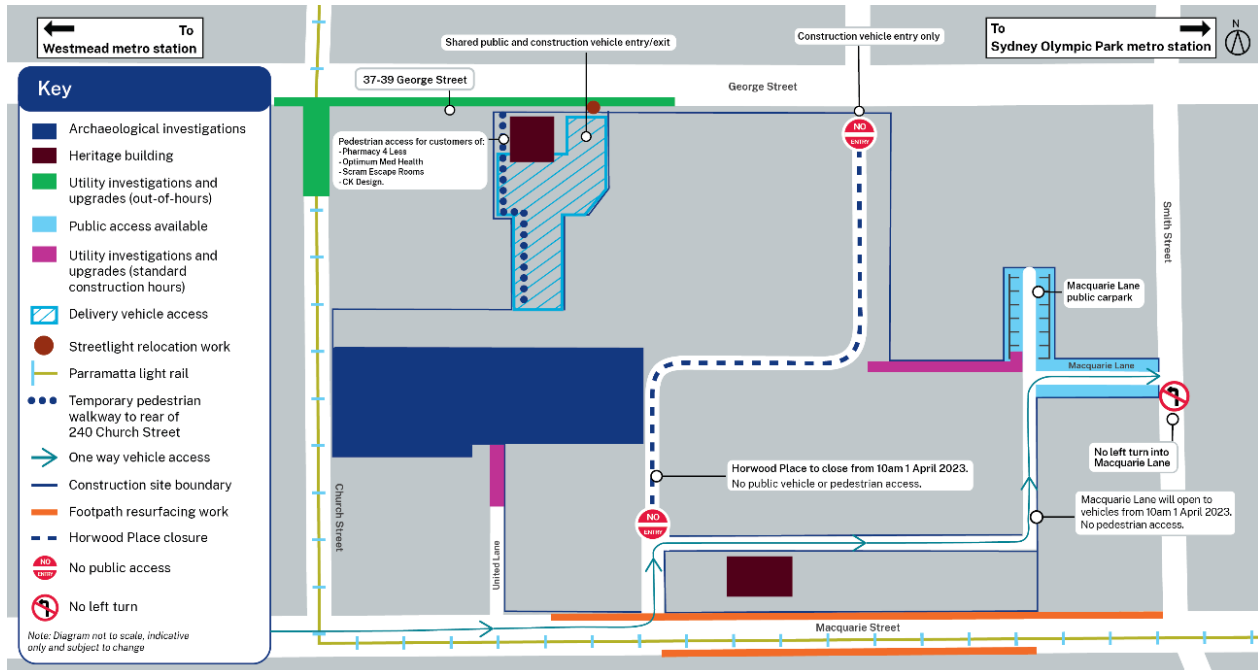 To
Westmead metro station
Shared public and construction vehicle entry/exit
Construction vehicle entry only
To
Sydney Olympic Park metro station
N
Key
Archaeological investigations
Heritage building
Utility investigations and
upgrades (out-of-hours)
Public access available
Utility investigations and
upgrades (standard
construction hours)
Delivery vehicle access
Streetlight relocation work
Parramatta light rail
Temporary pedestrian
walkway to rear of
240 Church Street
One way vehicle access
Construction site boundary
Footpath resurfacing work
Horwood Place closure
NO
ENTRY
No public access
No left turn
Note: Diagram not to scale, indicative
only and subject to change
37-39 George Street
George Street
Pedestrian access for customers of:
- Pharmacy 4 Less
- Optimum Med Health
- Scram Escape Rooms
- CK Design.
NO
ENTRY
Smith Street
Macquarie Lane
public carpark
Macquarie Lane
No left turn into
Macquarie Lane
Horwood Place to close from 10am 1 April 2023.
No public vehicle or pedestrian access.
Macquarie Lane will open to
vehicles from 10am 1 April 2023.
No pedestrian access.
NO
ENTRY
Church Street
United Lane
Macquarie Street